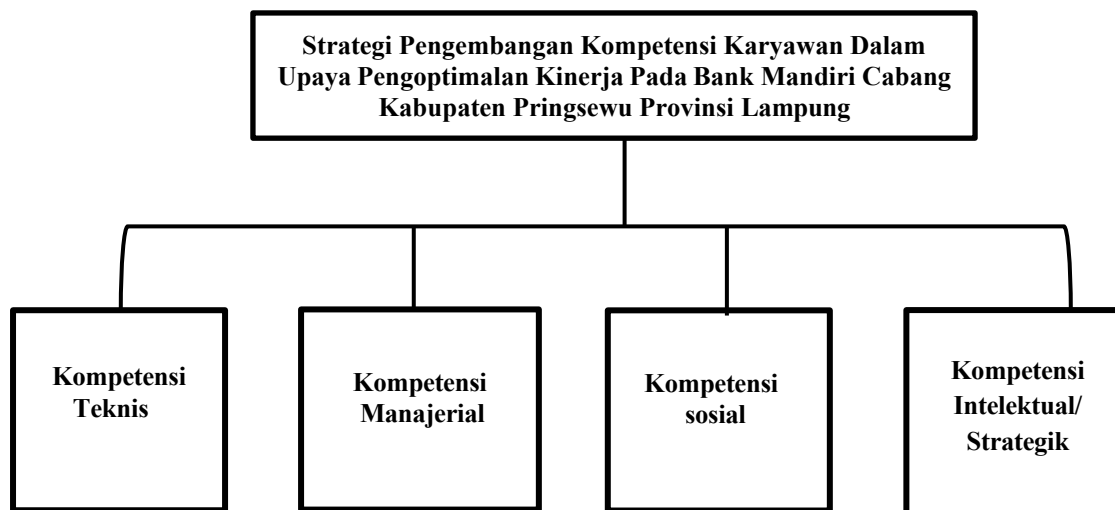 Strategi Pengembangan Kompetensi Karyawan Dalam
Upaya Pengoptimalan Kinerja Pada Bank Mandiri Cabang
Kabupaten Pringsewu Provinsi Lampung
Kompetensi
Teknis
Kompetensi
Manajerial
Kompetensi
sosial
Kompetensi
Intelektual/
Strategik